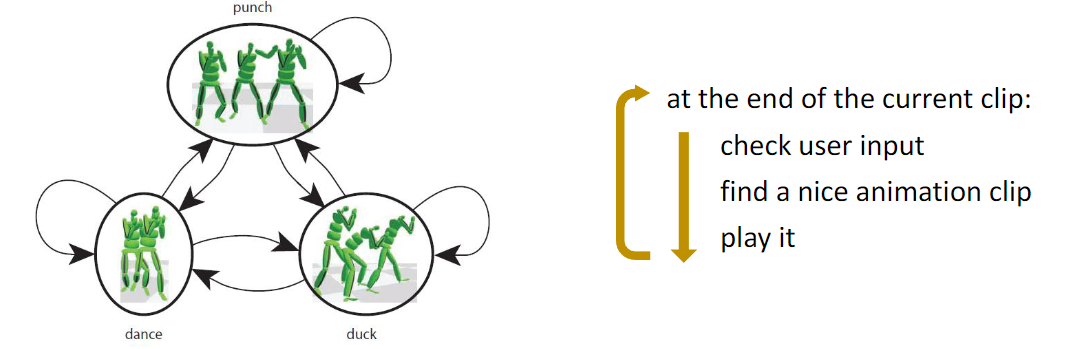 punch
dance
duck
at the end of the current clip:
check user input
find a nice animation clip
play it